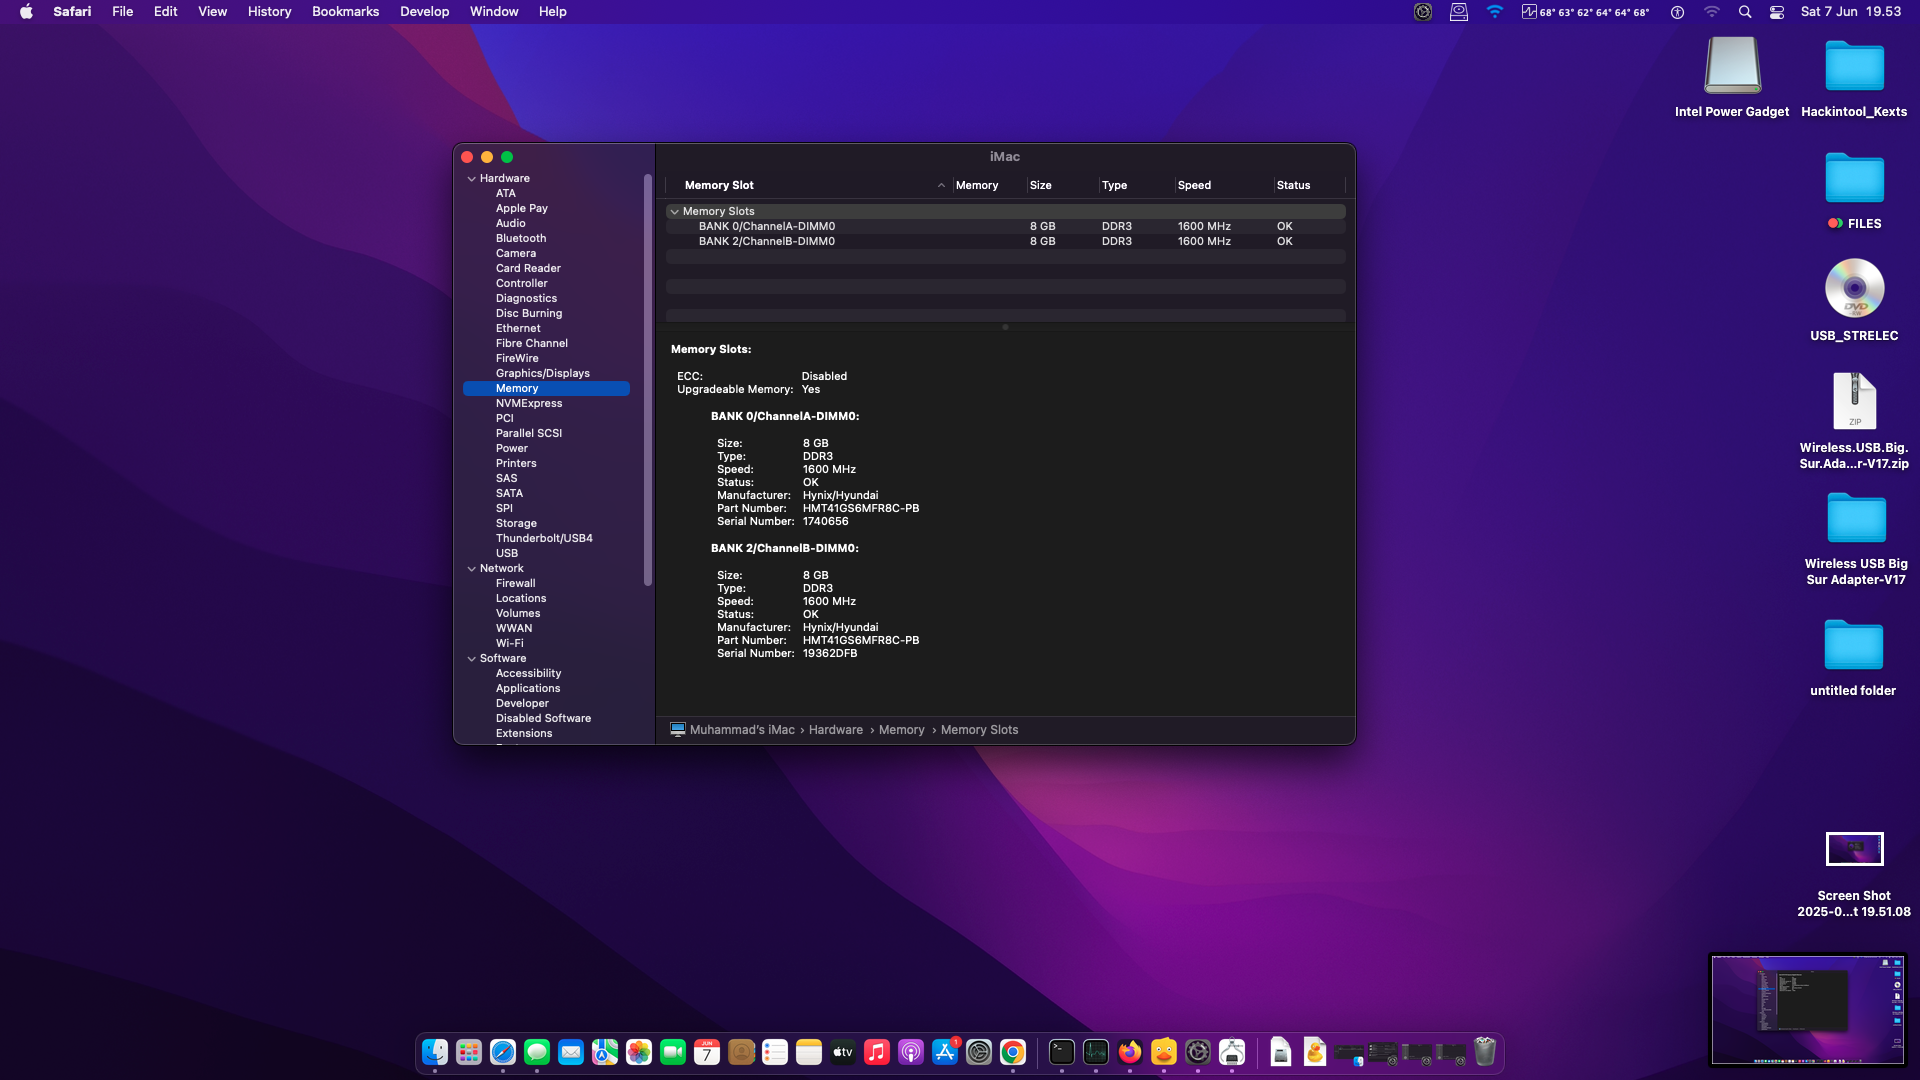 Safari File Edit View History Bookmarks Develop Window Help
68° 63° 62° 64° 64° 68° Sat 7 Jun 19.53
Intel Power Gadget
Hackintool_Kexts
FILES
USB_STRELEC
ZIP
Wireless.USB.Big.
Sur.Ada...r-V17.zip
Wireless USB Big
Sur Adapter-V17
untitled folder
Screen Shot
2025-0...t 19.51.08
iMac
Hardware
ATA
Apple Pay
Audio
Bluetooth
Camera
Card Reader
Controller
Diagnostics
Disc Burning
Ethernet
Fibre Channel
FireWire
Graphics/Displays
Memory
NVMExpress
PCI
Parallel SCSI
Power
Printers
SAS
SATA
SPI
Storage
Thunderbolt/USB4
USB
Network
Firewall
Locations
Volumes
WWAN
Wi-Fi
Software
Accessibility
Applications
Developer
Disabled Software
Extensions
Memory Slot Memory Size Type Speed Status
Memory Slots
BANK 0/ChannelA-DIMM0 8 GB DDR3 1600 MHz OK
BANK 2/ChannelB-DIMM0 8 GB DDR3 1600 MHz OK
Memory Slots:
ECC: Disabled
Upgradeable Memory: Yes
BANK 0/ChannelA-DIMM0:
Size: 8 GB
Type: DDR3
Speed: 1600 MHz
Status: OK
Manufacturer: Hynix/Hyundai
Part Number: HMT41GS6MFR8C-PB
Serial Number: 1740656
BANK 2/ChannelB-DIMM0:
Size: 8 GB
Type: DDR3
Speed: 1600 MHz
Status: OK
Manufacturer: Hynix/Hyundai
Part Number: HMT41GS6MFR8C-PB
Serial Number: 19362DFB
Muhammad's iMac › Hardware › Memory › Memory Slots
JUN
7
tv
1